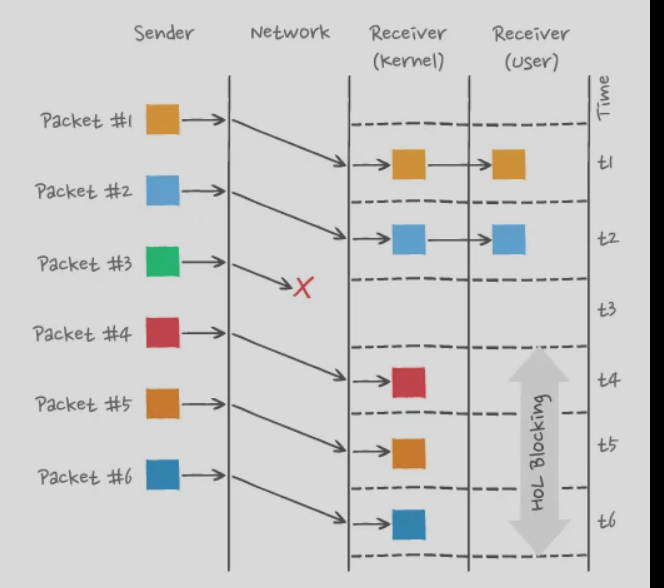 Sender
Network
Receiver
(kernel)
Receiver
(user)
Time
Packet #1
t1
Packet #2
t2
Packet #3
X
t3
Packet #4
t4
Packet #5
t5
Packet #6
t6
HoL Blocking